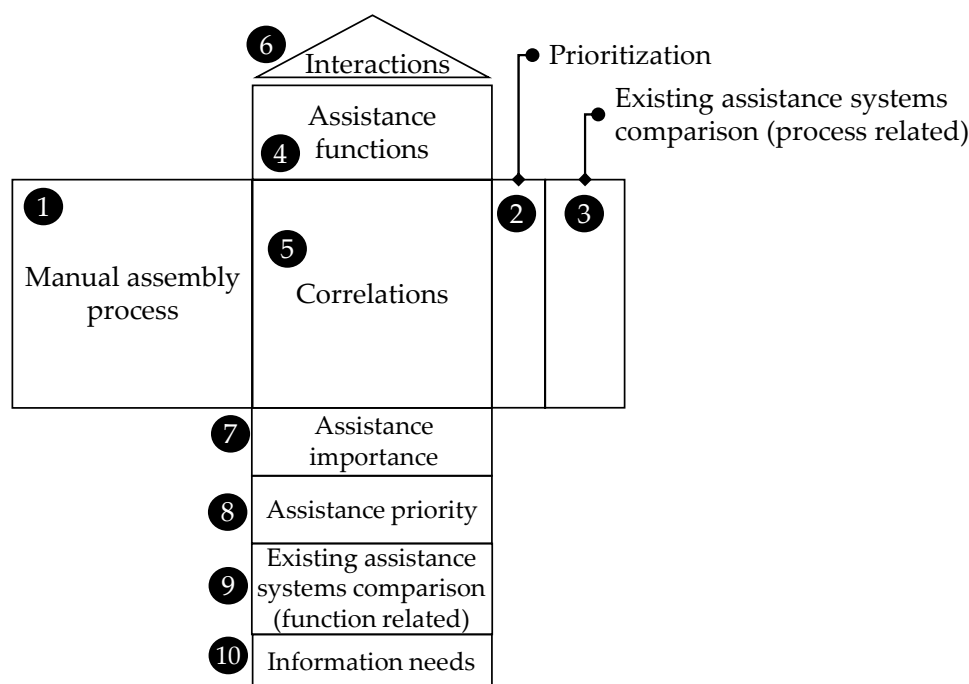 6
Interactions
Prioritization
Existing assistance systems
comparison (process related)
Assistance
functions
4
1
2
3
5
Manual assembly
process
Correlations
7
Assistance
importance
8
Assistance priority
9
Existing assistance
systems comparison
(function related)
10
Information needs